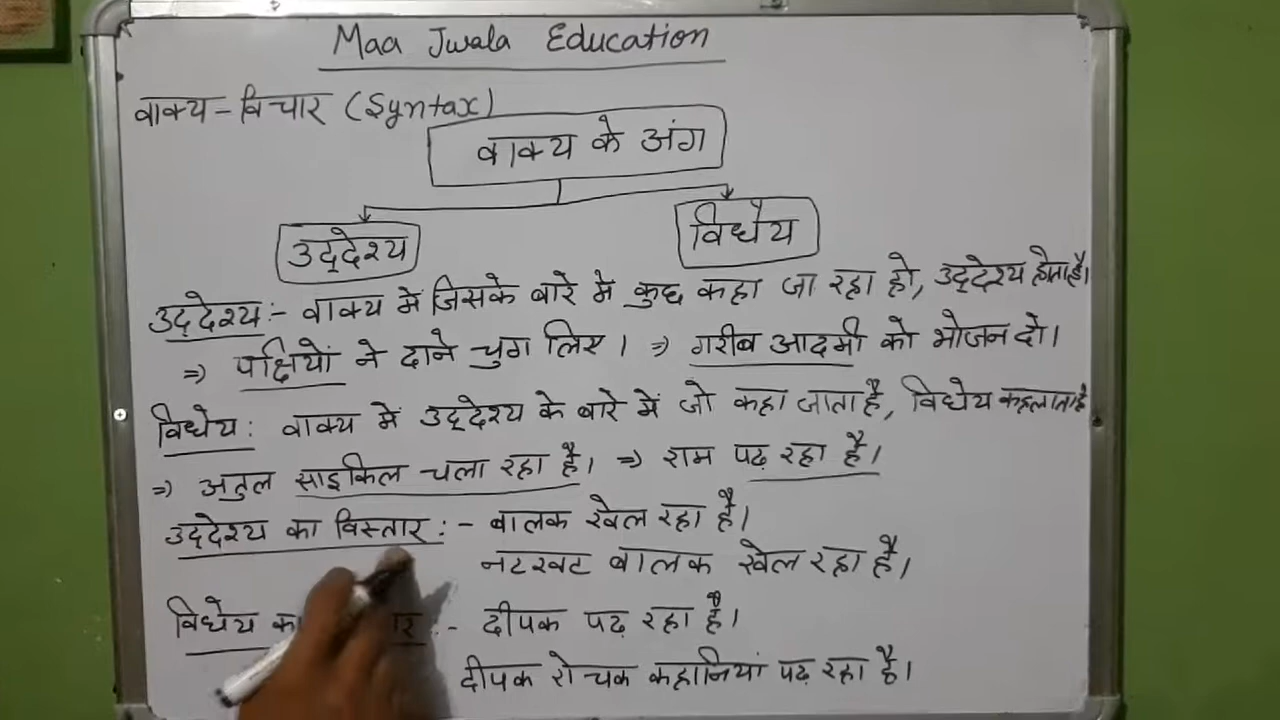 Maa Jwala Education
वाक्य-विचार (Syntax)
वाक्य के अंग
उद्देश्य
विधेय
उद्देश्य :- वाक्य में जिसके बारे में कुछ कहा जा रहा हो, उद्देश्य होता है।
⇒ पक्षियों ने दाने चुग लिए। ⇒ गरीब आदमी को भोजन दो।
विधेय : वाक्य में उद्देश्य के बारे में जो कहा जाता है, विधेय कहलाता है
⇒ अतुल साइकिल चला रहा है। ⇒ राम पढ़ रहा है।
उद्देश्य का विस्तार :- बालक खेल रहा है।
नटखट बालक खेल रहा है।
विधेय का :- दीपक पढ़ रहा है।
दीपक रोचक कहानियां पढ़ रहा है।